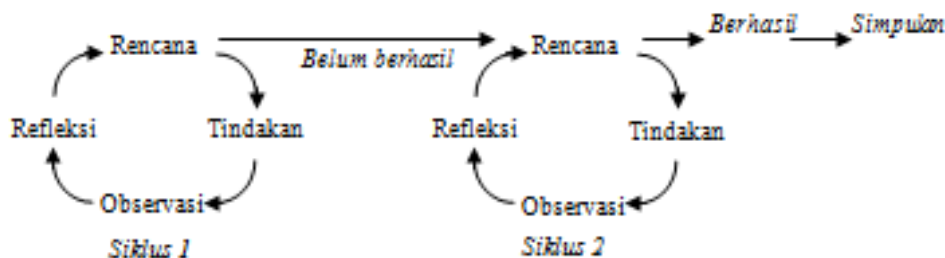 Rencana
Belum berhasil
Rencana
Berhasil
Simpulan
Refleksi
Tindakan
Refleksi
Tindakan
Observasi
Observasi
Siklus 1
Siklus 2